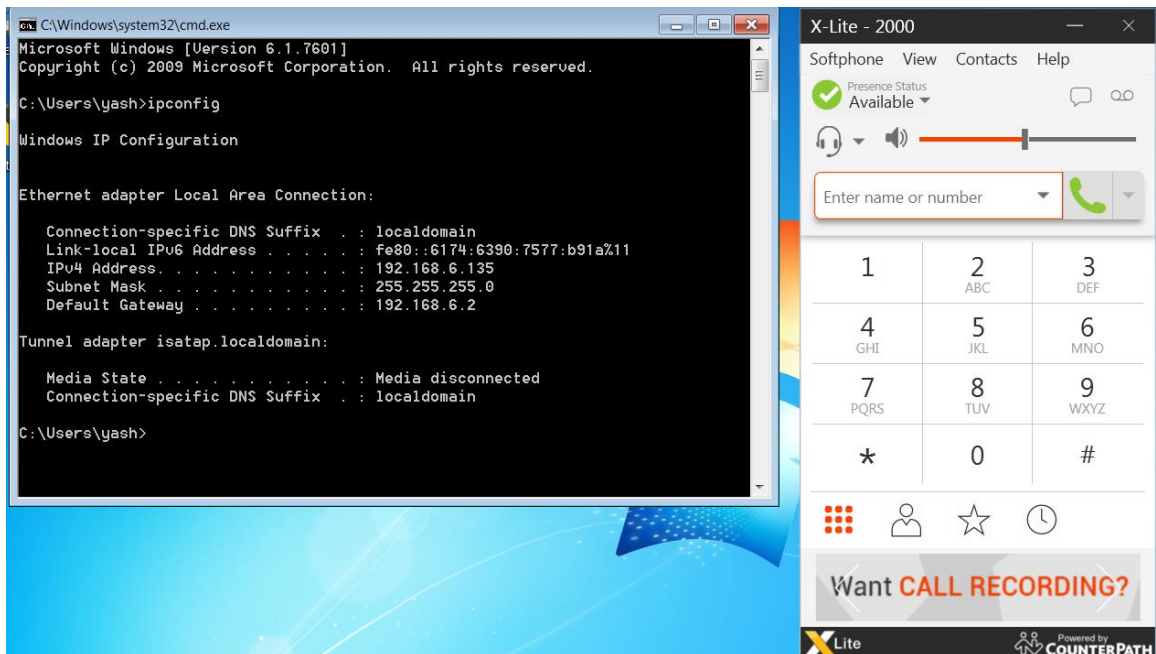 C:\Windows\system32\cmd.exe
Microsoft Windows [Version 6.1.7601]
Copyright (c) 2009 Microsoft Corporation.  All rights reserved.
C:\Users\yash>ipconfig
Windows IP Configuration
Ethernet adapter Local Area Connection:
   Connection-specific DNS Suffix  . : localdomain
   Link-local IPv6 Address . . . . . : fe80::6174:6390:7577:b91a%11
   IPv4 Address. . . . . . . . . . . : 192.168.6.135
   Subnet Mask . . . . . . . . . . . : 255.255.255.0
   Default Gateway . . . . . . . . . : 192.168.6.2
Tunnel adapter isatap.localdomain:
   Media State . . . . . . . . . . . : Media disconnected
   Connection-specific DNS Suffix  . : localdomain
C:\Users\yash>
X-Lite - 2000
Softphone View Contacts Help
Presence Status
Available
Enter name or number
1 2 3
ABC DEF
4 5 6
GHI JKL MNO
7 8 9
PQRS TUV WXYZ
* 0 #
Want CALL RECORDING?
X Lite Powered by
COUNTERPATH